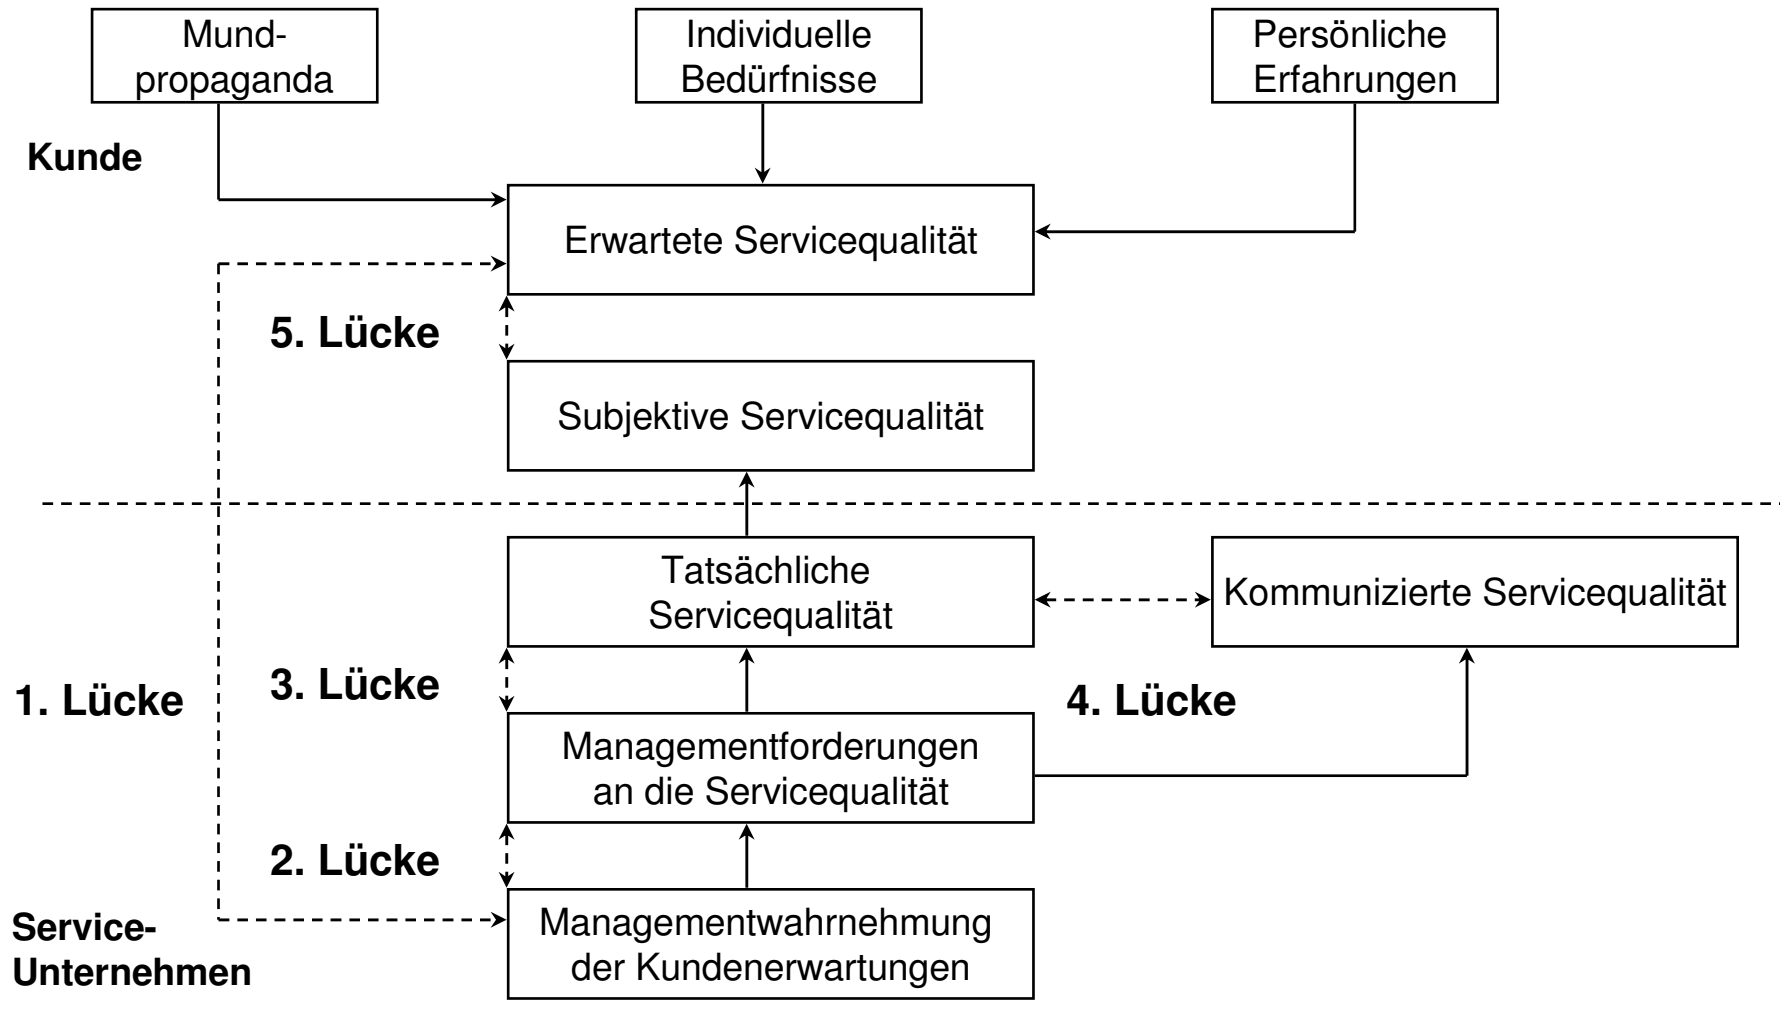 Mund-
propaganda
Individuelle
Bedürfnisse
Persönliche
Erfahrungen
Kunde
Erwartete Servicequalität
5. Lücke
Subjektive Servicequalität
Tatsächliche
Servicequalität
Kommunizierte Servicequalität
1. Lücke
3. Lücke
4. Lücke
Managementforderungen
an die Servicequalität
2. Lücke
Service-
Unternehmen
Managementwahrnehmung
der Kundenerwartungen